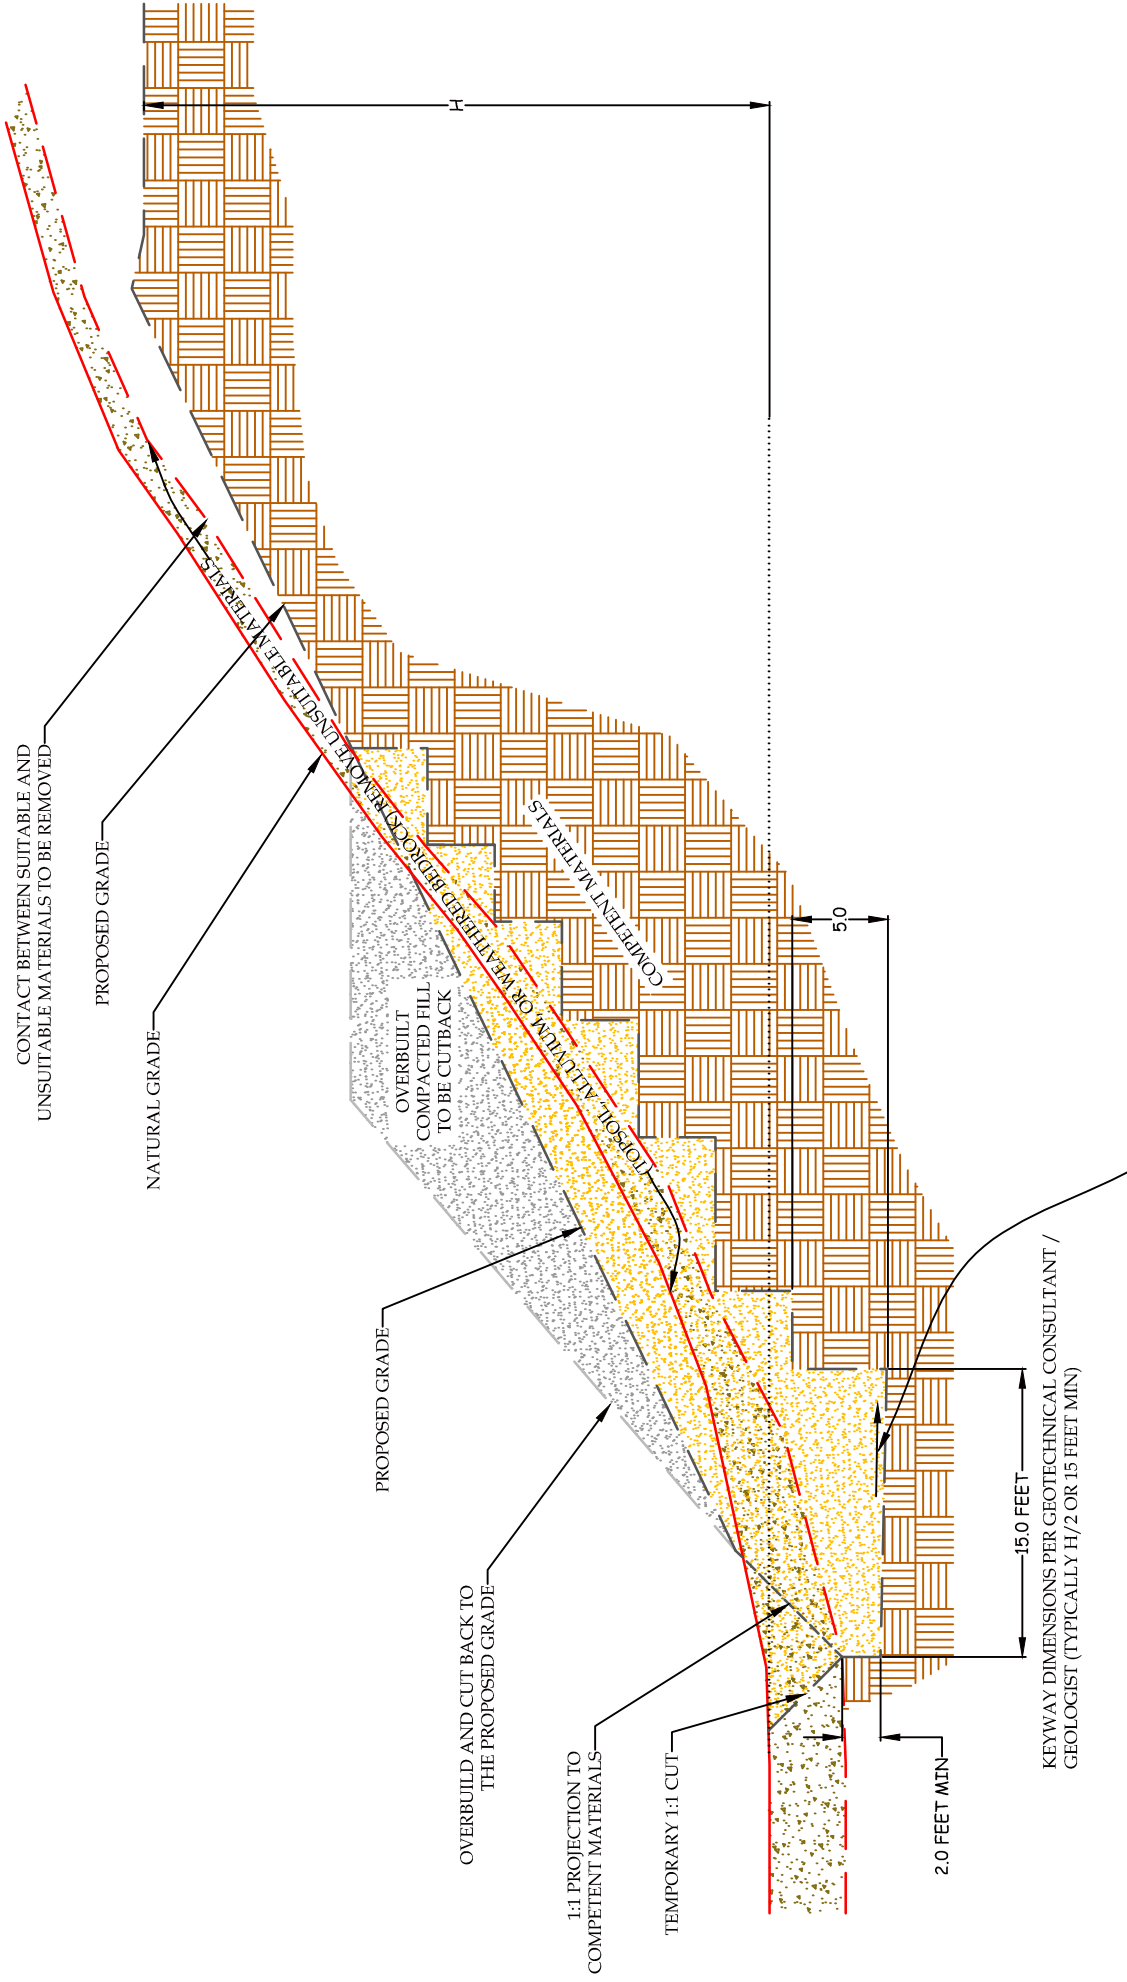 CONTACT BETWEEN SUITABLE AND
UNSUITABLE MATERIALS TO BE REMOVED
PROPOSED GRADE
NATURAL GRADE
PROPOSED GRADE
OVERBUILD AND CUT BACK TO
THE PROPOSED GRADE
1:1 PROJECTION TO
COMPETENT MATERIALS
TEMPORARY 1:1 CUT
OVERBUILT
COMPACTED FILL
TO BE CUTBACK
(TOPSOIL, ALLUVIUM, OR WEATHERED BEDROCK) REMOVE UNSUITABLE MATERIALS
COMPETENT MATERIALS
H
5.0
2.0 FEET MIN
15.0 FEET
KEYWAY DIMENSIONS PER GEOTECHNICAL CONSULTANT /
GEOLOGIST (TYPICALLY H/2 OR 15 FEET MIN)